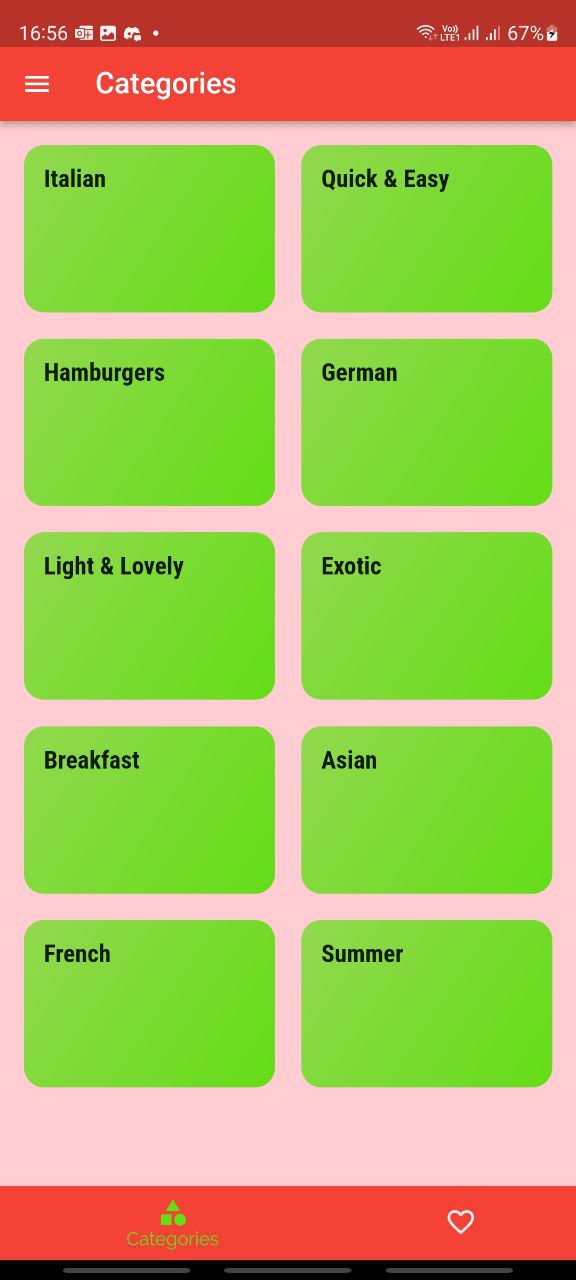 16:56 67%
Vo))
LTE1
Categories
Italian
Quick & Easy
Hamburgers
German
Light & Lovely
Exotic
Breakfast
Asian
French
Summer
Categories